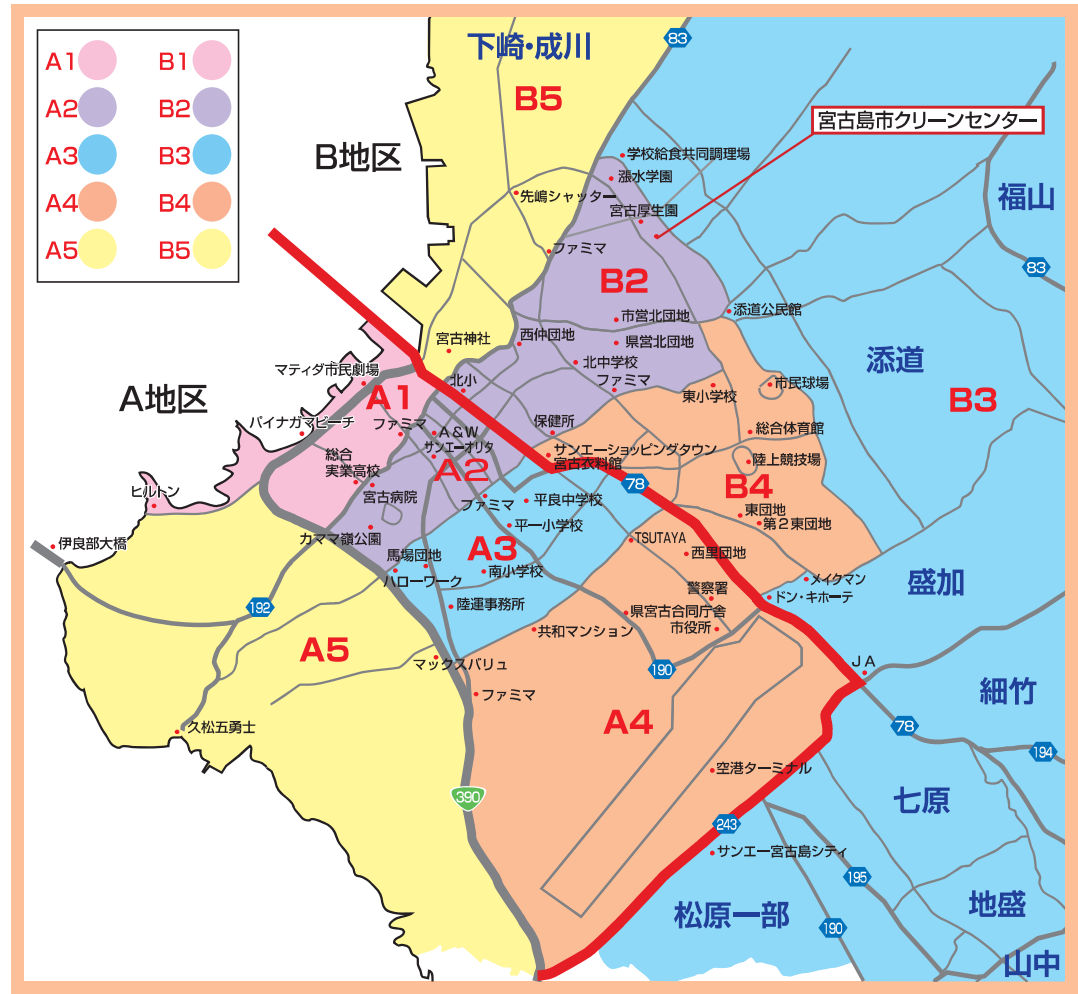 A1
B1
A2
B2
A3
B3
A4
B4
A5
B5
下崎・成川
B5
83
宮古島市クリーンセンター
B地区
学校給食共同調理場
漲水学園
先嶋シャッター
宮古厚生園
福山
ファミマ
83
B2
添道公民館
市営北団地
宮古神社
西仲団地
県営北団地
添道
マティダ市民劇場
北中学校
北小
ファミマ
市民球場
A地区
A1
東小学校
B3
パイナガマビーチ
ファミマ
A&W
保健所
総合体育館
サンエーオリタ
サンエーショッピングタウン
総合
実業高校
A2
宮古衣料館
陸上競技場
78
B4
ヒルトン
宮古病院
ファミマ
平良中学校
東団地
第2東団地
平一小学校
カママ嶺公園
TSUTAYA
伊良部大橋
馬場団地
A3
西里団地
南小学校
ハローワーク
メイクマン
盛加
警察署
ドン・キホーテ
192
陸運事務所
県宮古合同庁舎
共和マンション
市役所
A5
マックスバリュ
190
JA
ファミマ
細竹
A4
久松五勇士
78
194
空港ターミナル
390
七原
243
サンエー宮古島シティ
195
松原一部
地盛
190
山中